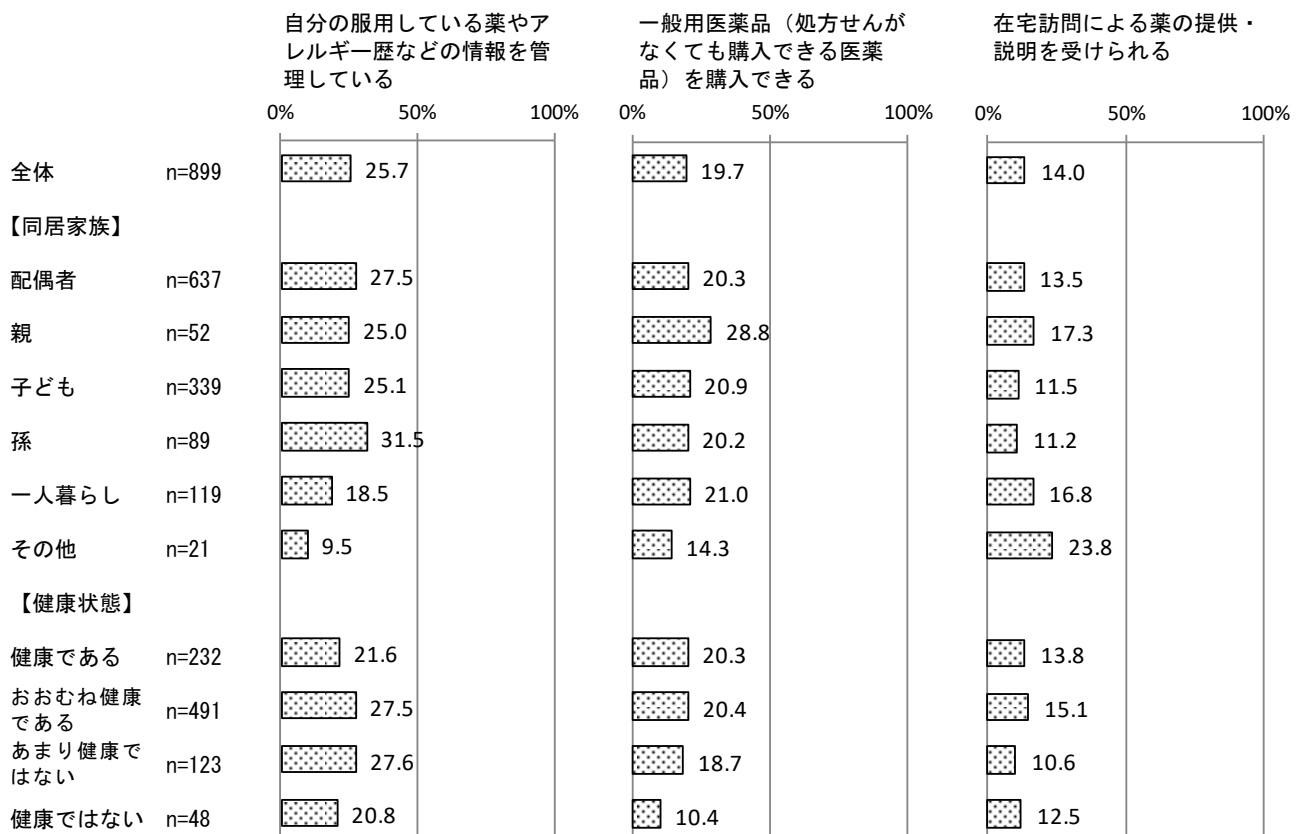 自分の服用している薬やア
レルギー歴などの情報を管
理している
一般用医薬品（処方せんが
なくても購入できる医薬
品）を購入できる
在宅訪問による薬の提供・
説明を受けられる
0% 50% 100% 0% 50% 100% 0% 50% 100%
全体 n=899 25.7 19.7 14.0
【同居家族】
配偶者 n=637 27.5 20.3 13.5
親 n=52 25.0 28.8 17.3
子ども n=339 25.1 20.9 11.5
孫 n=89 31.5 20.2 11.2
一人暮らし n=119 18.5 21.0 16.8
その他 n=21 9.5 14.3 23.8
【健康状態】
健康である n=232 21.6 20.3 13.8
おおむね健康
である n=491 27.5 20.4 15.1
あまり健康で
はない n=123 27.6 18.7 10.6
健康ではない n=48 20.8 10.4 12.5